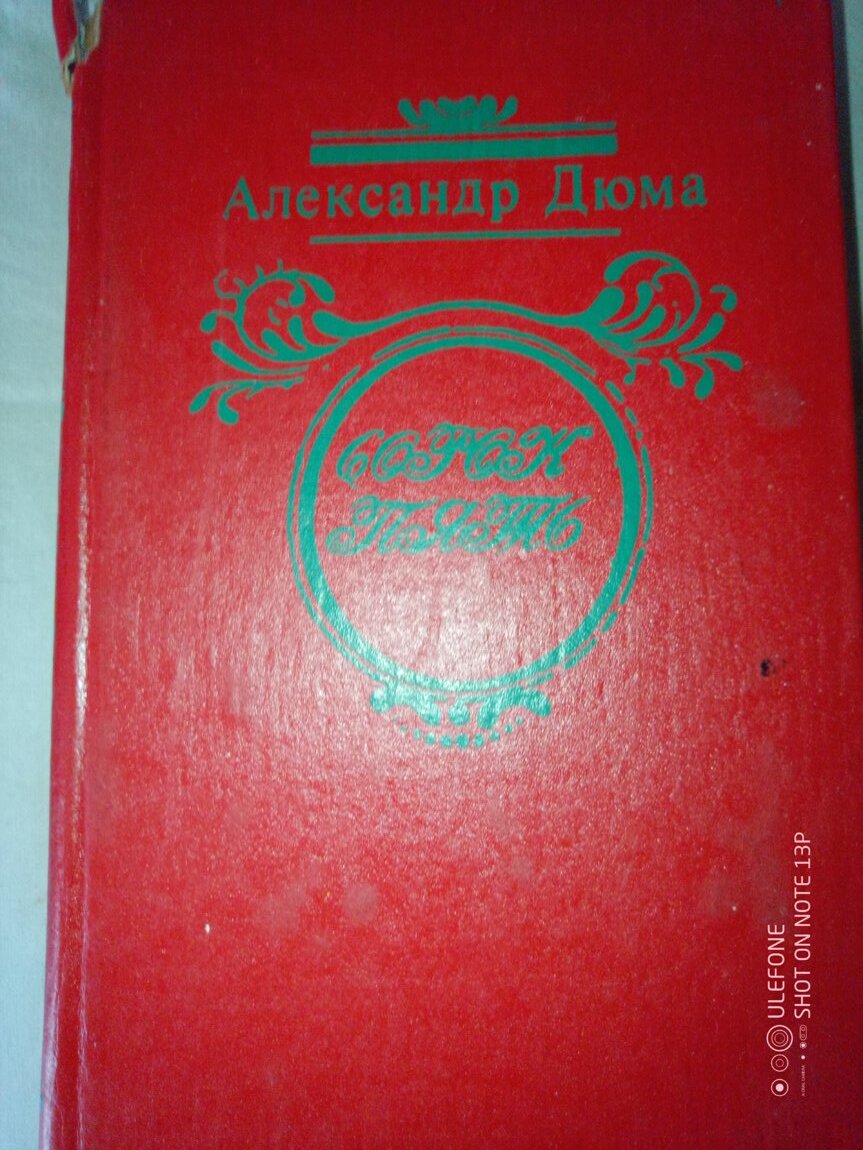 Александр Дюма
СОРОК
ПЯТЬ
ULEFONE
SHOT ON NOTE 13P